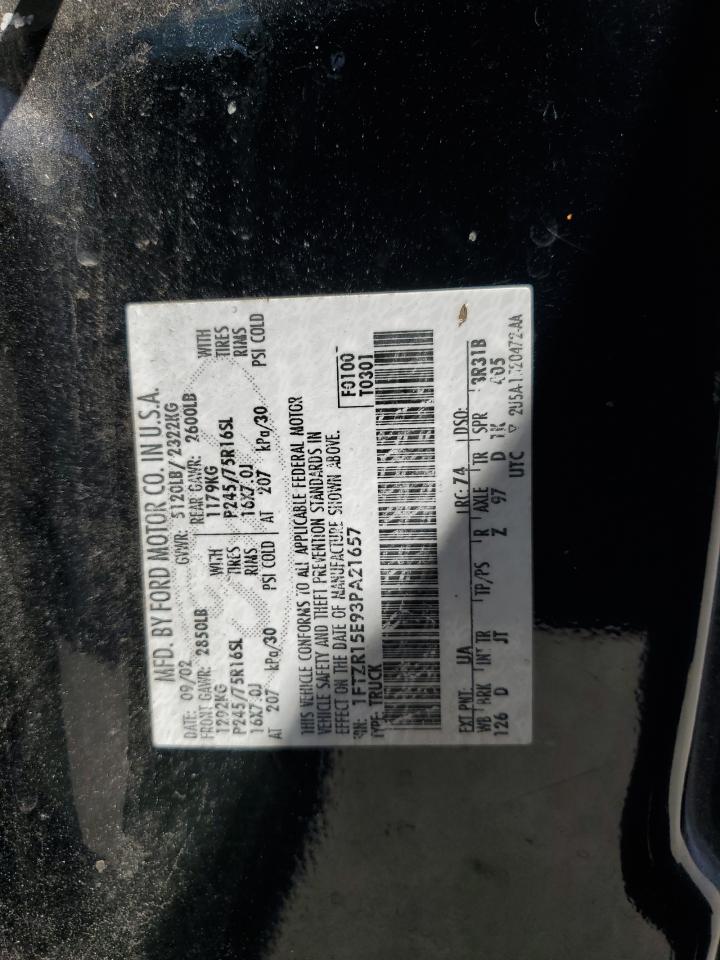 MFD. BY FORD MOTOR CO. IN U.S.A.
DATE: 09/02 GVWR: 5120LB/2322KG
FRONT GAWR: 2850LB REAR GAWR: 2600LB
1292KG WITH 1179KG WITH
P245/75R16SL TIRES P245/75R16SL TIRES
16X7.0J RIMS 16X7.0J RIMS
AT 207 kPa/30 PSI COLD AT 207 kPa/30 PSI COLD
THIS VEHICLE CONFORMS TO ALL APPLICABLE FEDERAL MOTOR
VEHICLE SAFETY AND THEFT PREVENTION STANDARDS IN
EFFECT ON THE DATE OF MANUFACTURE SHOWN ABOVE.
VIN: 1FTZR15E93PA21657 F0100
TYPE: TRUCK T0301
EXT PNT: UA RC: 74 DSO: 3R31B
WB BRK INT TR TP/PS R AXLE TR SPR
126 D JT Z 97 D
UTC